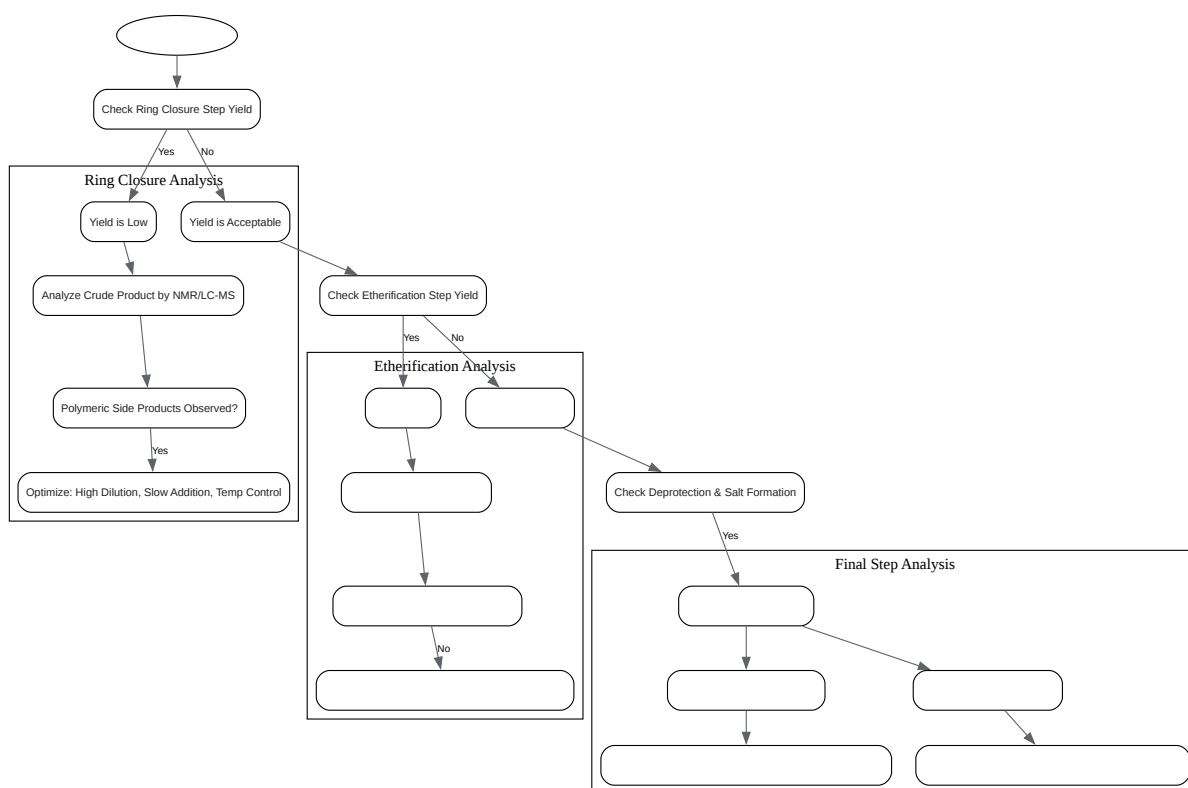 Check Ring Closure Step Yield
Yes
No
Ring Closure Analysis
Yield is Low
Yield is Acceptable
Analyze Crude Product by NMR/LC-MS
Check Etherification Step Yield
Yes
No
Etherification Analysis
Polymeric Side Products Observed?
Yes
Optimize: High Dilution, Slow Addition, Temp Control
Check Deprotection & Salt Formation
Yes
Final Step Analysis
No